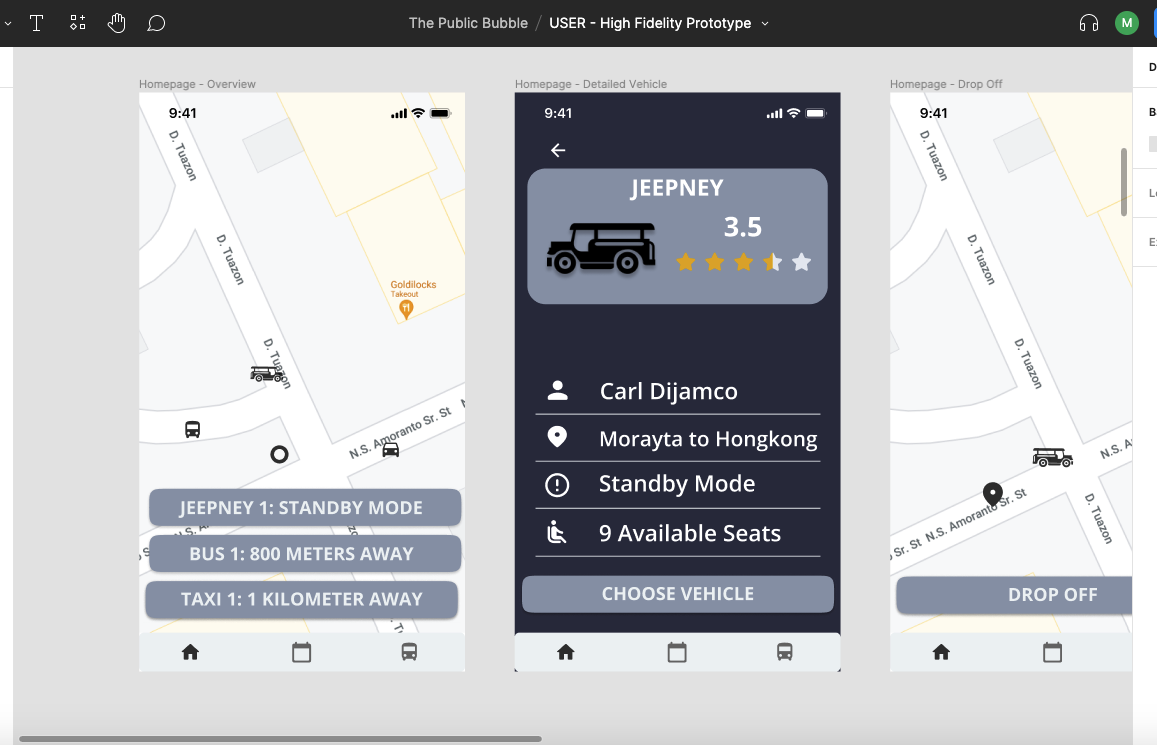 The Public Bubble / USER - High Fidelity Prototype
M
D
Homepage - Overview
9:41
D. Tuazon
D. Tuazon
Goldilocks
Takeout
D. Tuazon
N.S. Amoranto Sr. St
JEEPNEY 1: STANDBY MODE
BUS 1: 800 METERS AWAY
TAXI 1: 1 KILOMETER AWAY
Homepage - Detailed Vehicle
9:41
JEEPNEY
3.5
Carl Dijamco
Morayta to Hongkong
Standby Mode
9 Available Seats
CHOOSE VEHICLE
Homepage - Drop Off
9:41
D. Tuazon
D. Tuazon
D. Tuazon
N.S. A
Sr. St N.S. Amoranto Sr. St
D. Tuazon
DROP OFF
B